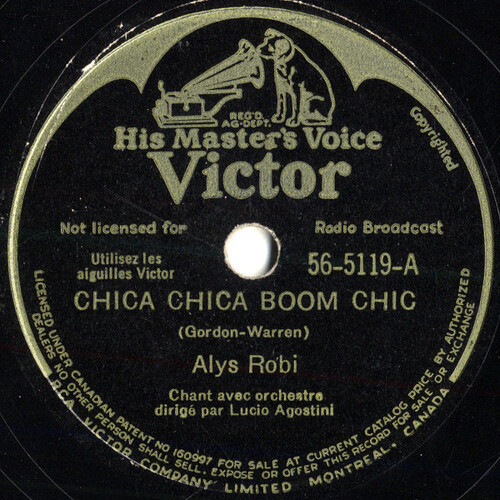 REG'D.
AG-DEPT.
His Master's Voice
Victor
Copyrighted
Not licensed for Radio Broadcast
Utilisez les
aiguilles Victor
56-5119-A
CHICA CHICA BOOM CHIC
(Gordon-Warren)
Alys Robi
Chant avec orchestre
dirigé par Lucio Agostini
LICENSED UNDER CANADIAN PATENT NO 160997 FOR SALE AT CURRENT CATALOG PRICE BY AUTHORIZED
DEALERS. NO OTHER PERSON SHALL SELL, EXPOSE OR OFFER THIS RECORD FOR SALE OR EXCHANGE
RCA VICTOR COMPANY LIMITED MONTREAL, CANADA